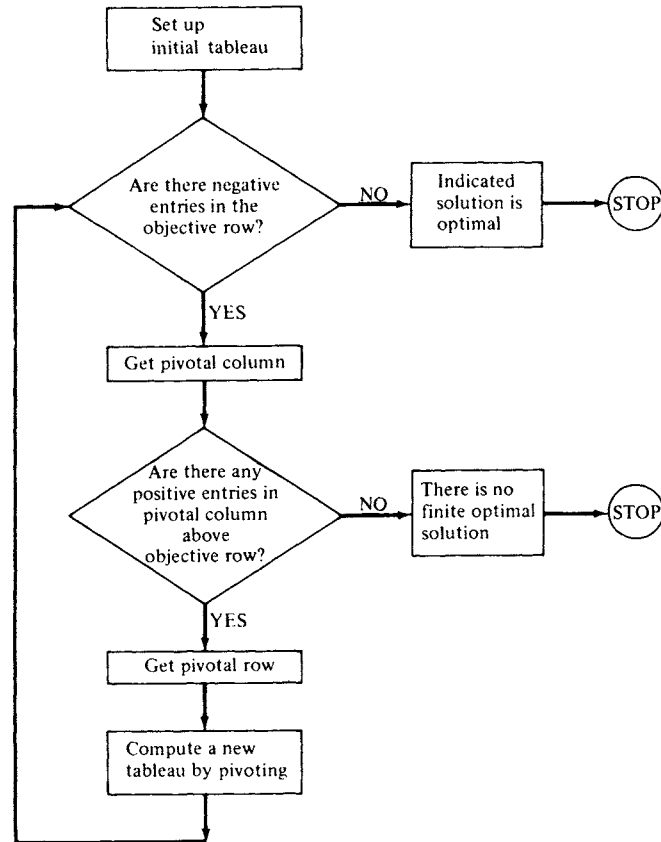 Set up
initial tableau
Are there negative
entries in the
objective row?
NO
Indicated
solution is
optimal
STOP
YES
Get pivotal column
Are there any
positive entries in
pivotal column
above
objective row?
NO
There is no
finite optimal
solution
STOP
YES
Get pivotal row
Compute a new
tableau by pivoting